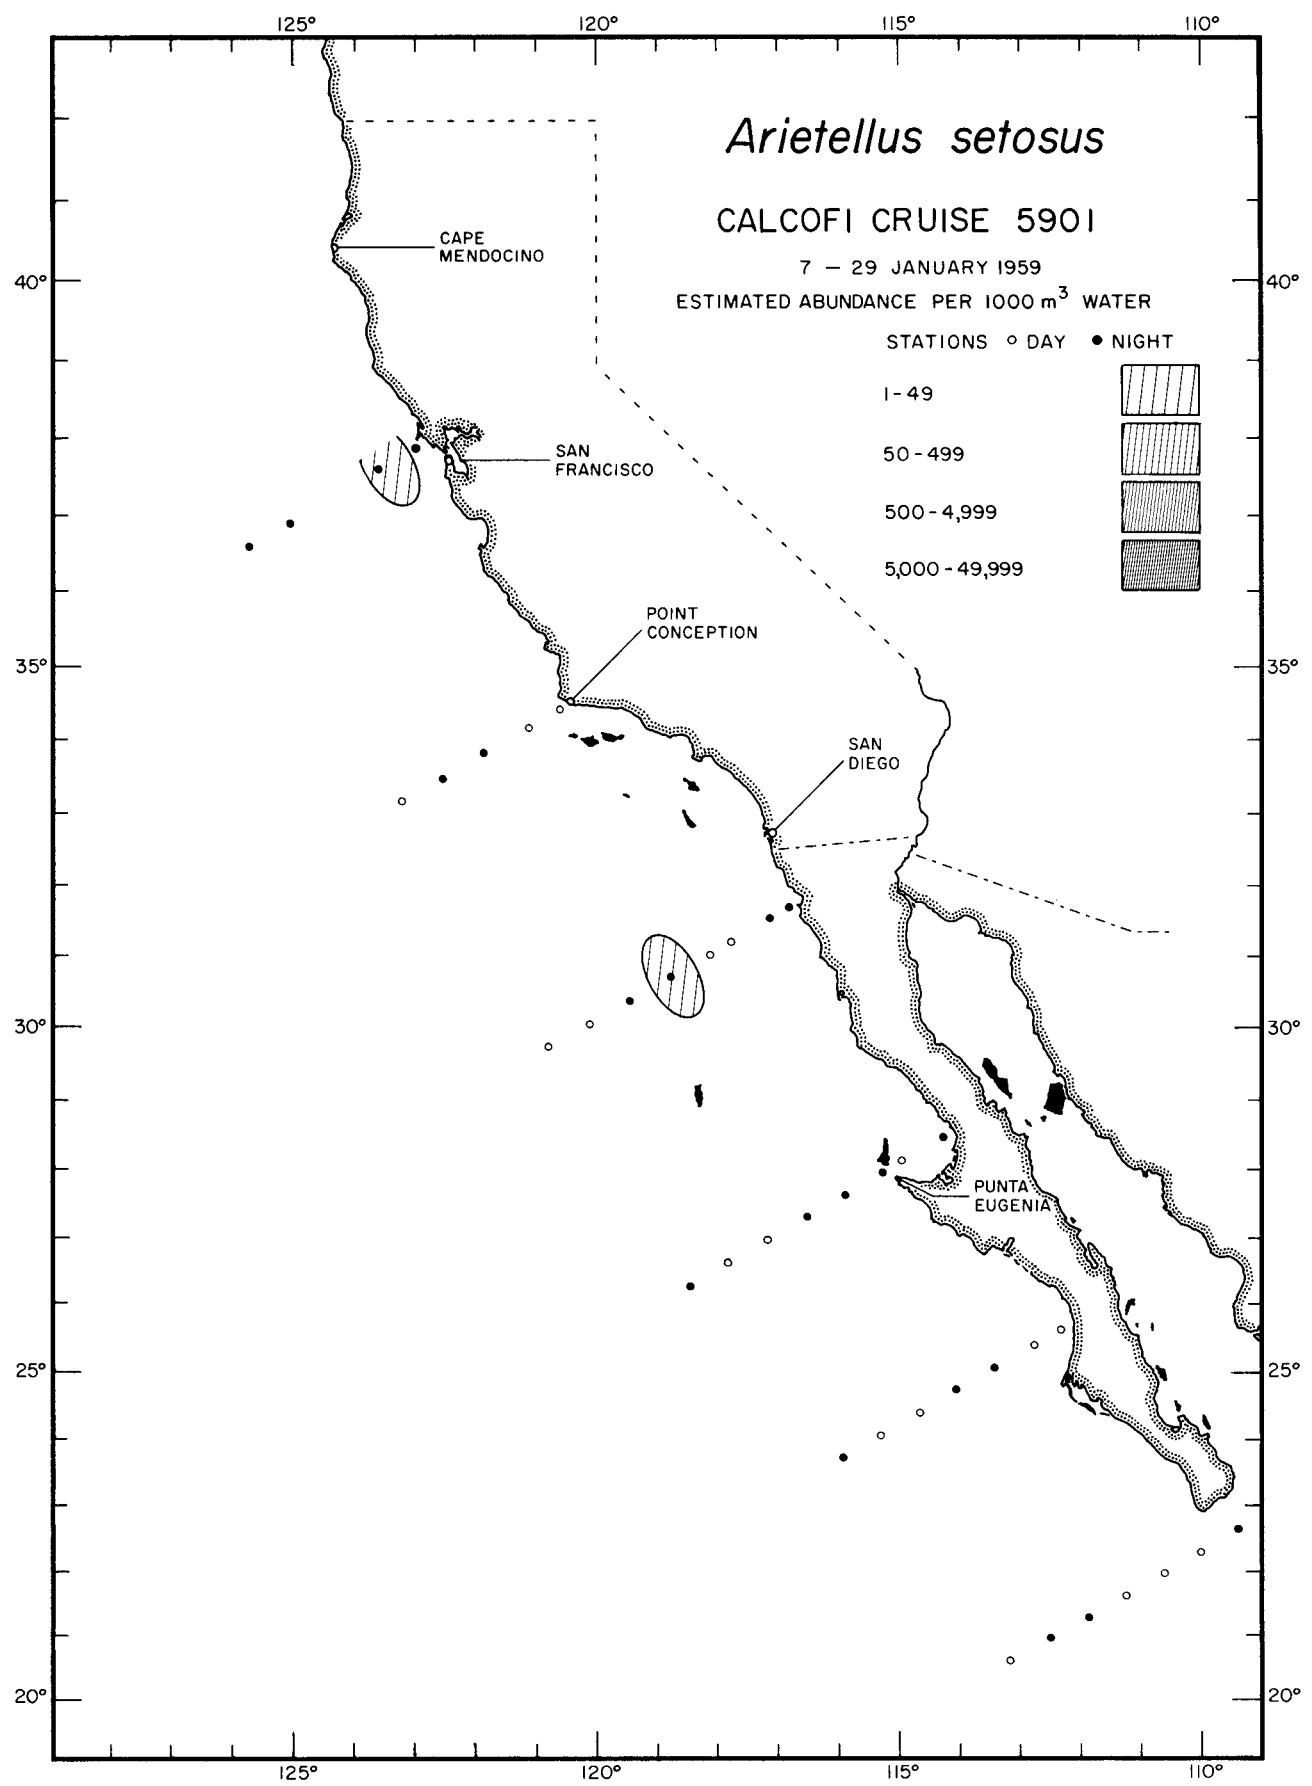 125° 120° 115° 110°
Arietellus setosus
CALCOFI CRUISE 5901
7 – 29 JANUARY 1959
ESTIMATED ABUNDANCE PER 1000 m³ WATER
STATIONS ○ DAY ● NIGHT
1-49
50-499
500-4,999
5,000-49,999
CAPE
MENDOCINO
40° 40°
SAN
FRANCISCO
POINT
CONCEPTION
35° 35°
SAN
DIEGO
30° 30°
PUNTA
EUGENIA
25° 25°
20° 20°
125° 120° 115° 110°